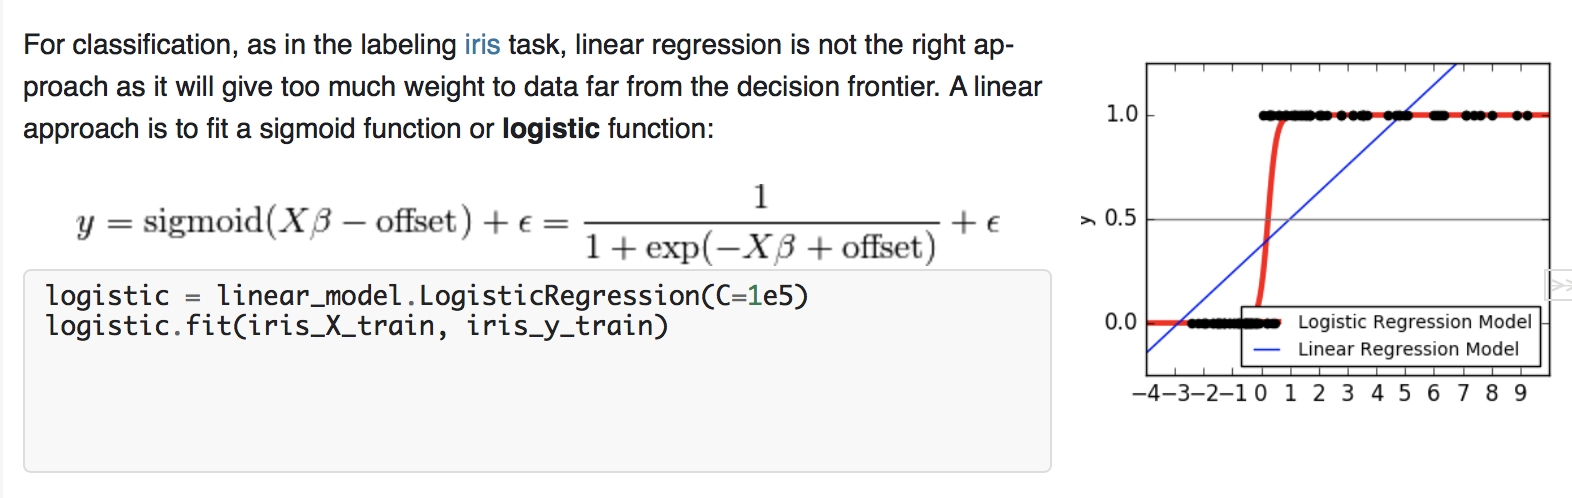 For classification, as in the labeling iris task, linear regression is not the right ap-
proach as it will give too much weight to data far from the decision frontier. A linear
approach is to fit a sigmoid function or logistic function:
y = sigmoid(Xβ − offset) + ϵ = 1 / (1 + exp(−Xβ + offset)) + ϵ
logistic = linear_model.LogisticRegression(C=1e5)
logistic.fit(iris_X_train, iris_y_train)
1.0
0.5
0.0
y
Logistic Regression Model
Linear Regression Model
−4 −3 −2 −1 0 1 2 3 4 5 6 7 8 9
>>